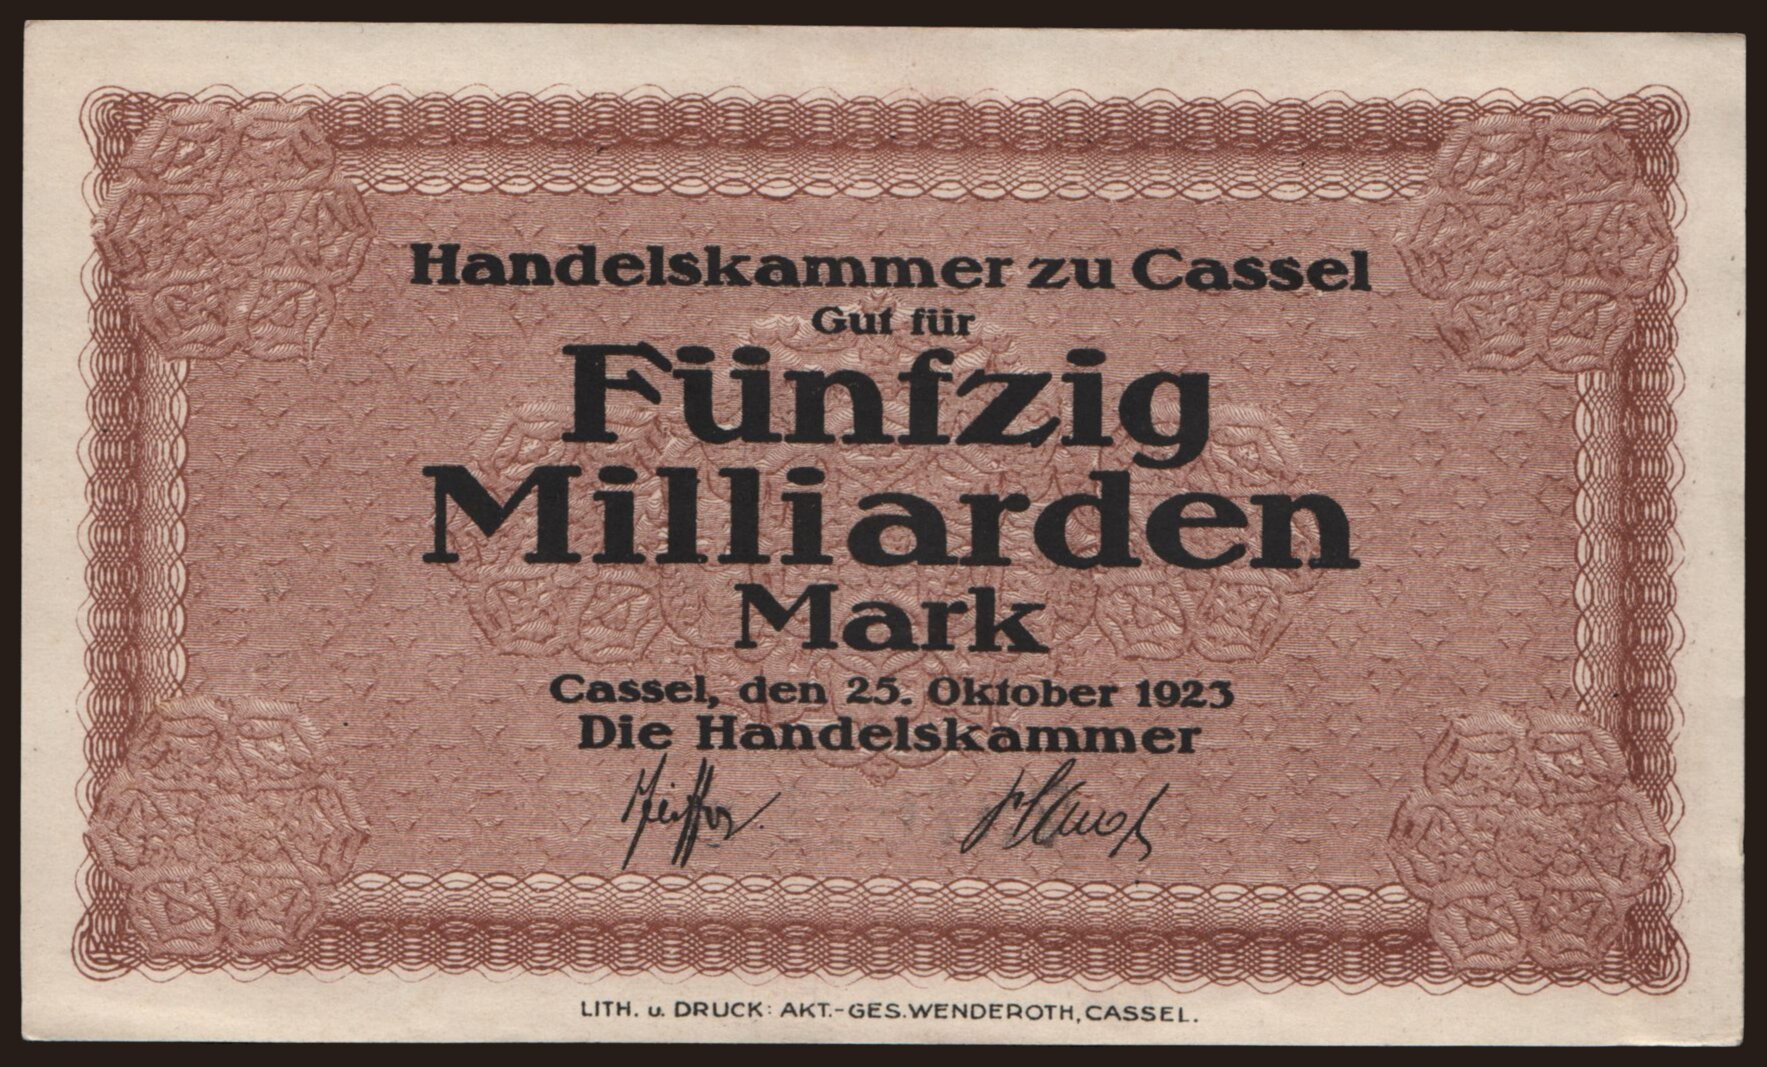 Handelskammer zu Cassel
Gut für
Fünfzig
Milliarden
Mark
Cassel, den 25. Oktober 1923
Die Handelskammer
LITH. u. DRUCK: AKT.-GES. WENDEROTH, CASSEL.